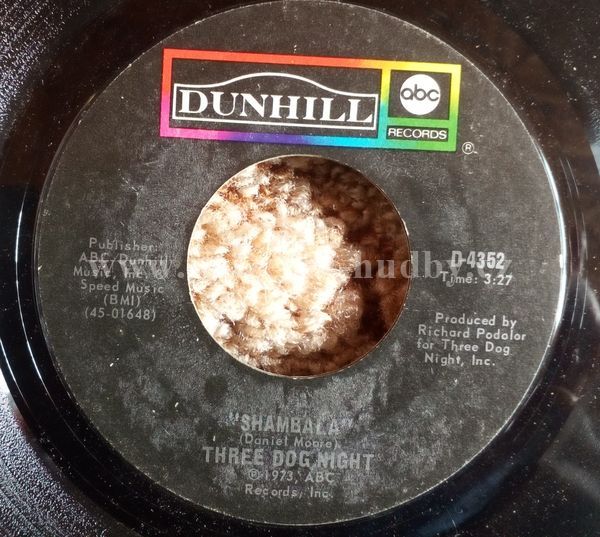 DUNHILL
abc
RECORDS
®
Publisher:
ABC/Dunhill
Music, Inc./
Speed Music
(BMI)
(45-01648)
D-4352
Time: 3:27
Produced by
Richard Podolor
for Three Dog
Night, Inc.
"SHAMBALA"
(Daniel Moore)
THREE DOG NIGHT
© 1973, ABC
Records, Inc.